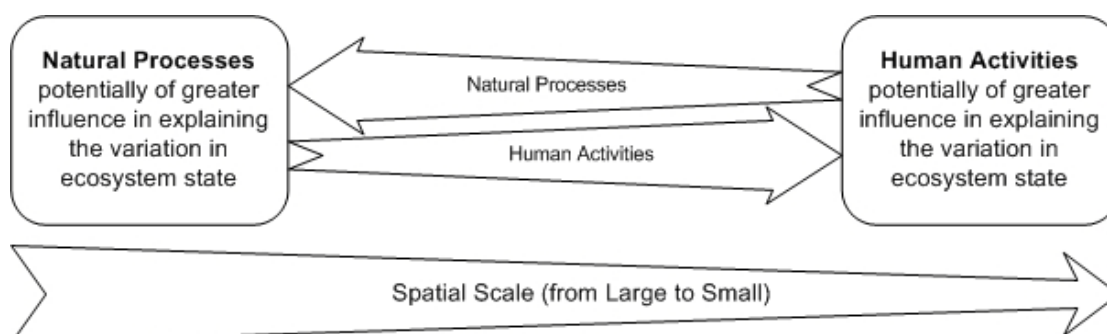 Natural Processes
potentially of greater
influence in explaining
the variation in
ecosystem state
Natural Processes
Human Activities
Human Activities
potentially of greater
influence in explaining
the variation in
ecosystem state
Spatial Scale (from Large to Small)